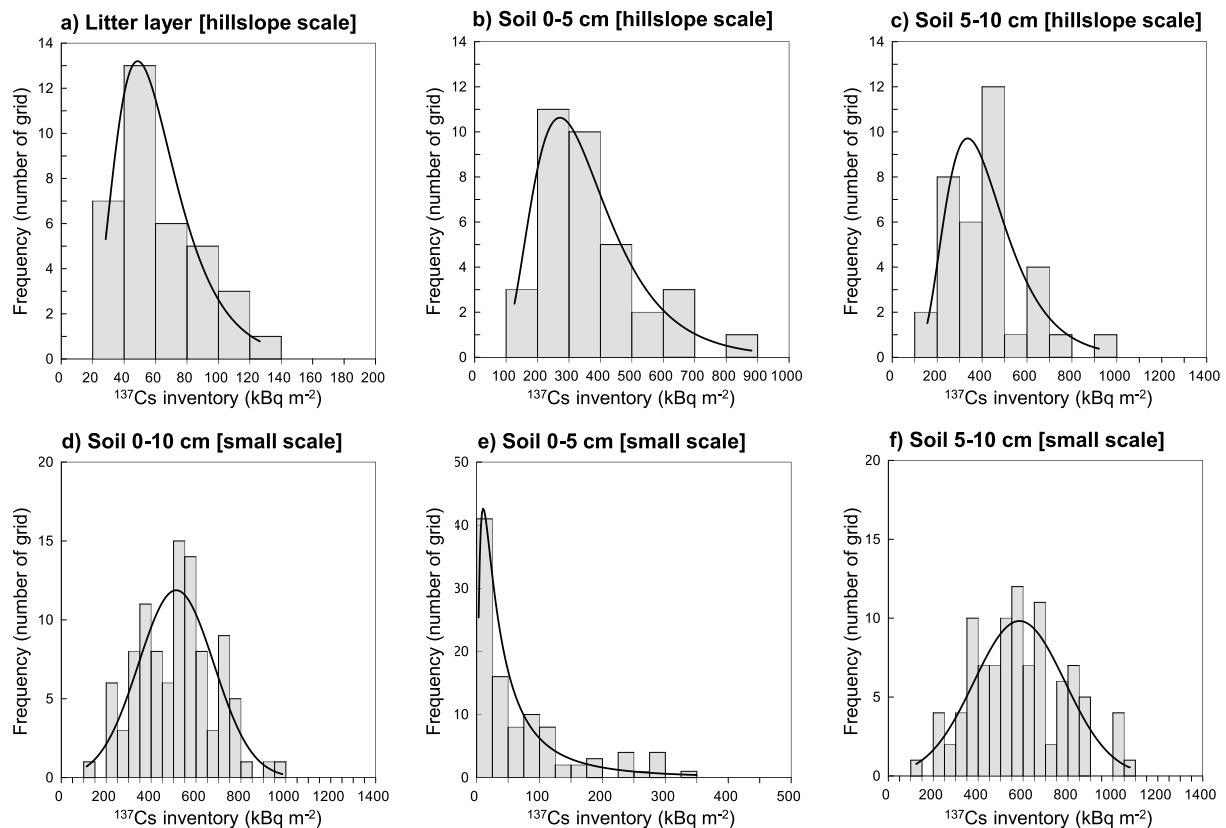 a) Litter layer [hillslope scale]
14
12
10
8
6
4
2
0
Frequency (number of grid)
0 20 40 60 80 100 120 140 160 180 200
¹³⁷Cs inventory (kBq m⁻²)
b) Soil 0-5 cm [hillslope scale]
14
12
10
8
6
4
2
0
Frequency (number of grid)
0 100 200 300 400 500 600 700 800 900 1000
¹³⁷Cs inventory (kBq m⁻²)
c) Soil 5-10 cm [hillslope scale]
14
12
10
8
6
4
2
0
Frequency (number of grid)
0 200 400 600 800 1000 1200 1400
¹³⁷Cs inventory (kBq m⁻²)
d) Soil 0-10 cm [small scale]
20
15
10
5
0
Frequency (number of grid)
0 200 400 600 800 1000 1400
¹³⁷Cs inventory (kBq m⁻²)
e) Soil 0-5 cm [small scale]
50
40
30
20
10
0
Frequency (number of grid)
0 100 200 300 400 500
¹³⁷Cs inventory (kBq m⁻²)
f) Soil 5-10 cm [small scale]
20
15
10
5
0
Frequency (number of grid)
200 400 600 800 1000 1400
¹³⁷Cs inventory (kBq m⁻²)